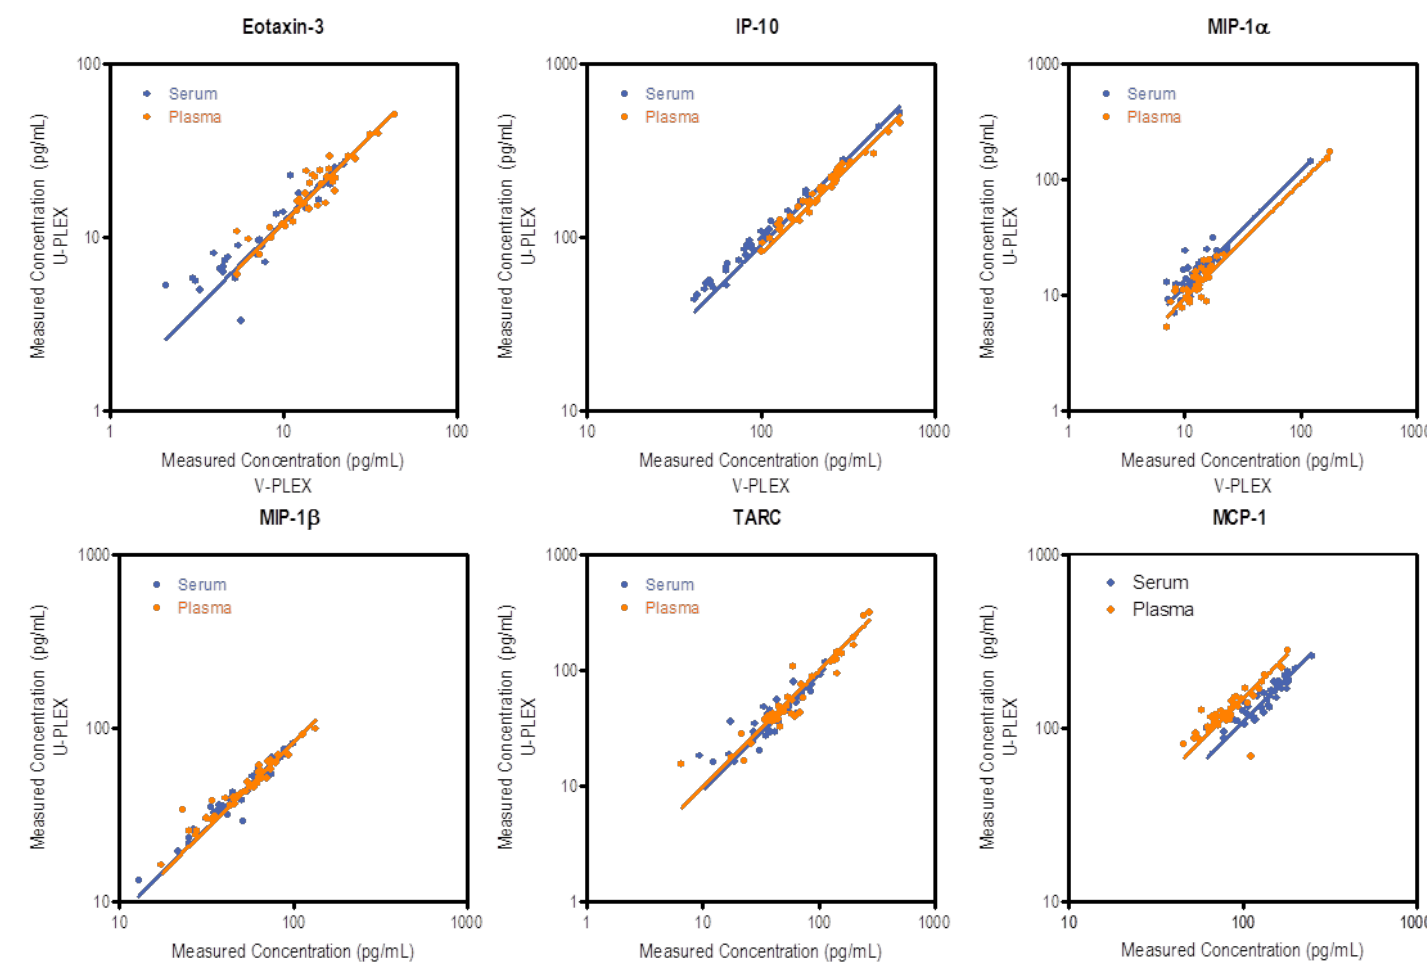 Eotaxin-3
Measured Concentration (pg/mL)
U-PLEX
100
10
1
Serum
Plasma
1
10
100
Measured Concentration (pg/mL)
V-PLEX
IP-10
Measured Concentration (pg/mL)
U-PLEX
1000
100
10
Serum
Plasma
10
100
1000
Measured Concentration (pg/mL)
V-PLEX
MIP-1α
Measured Concentration (pg/mL)
U-PLEX
1000
100
10
1
Serum
Plasma
1
10
100
1000
Measured Concentration (pg/mL)
V-PLEX
MIP-1β
Measured Concentration (pg/mL)
U-PLEX
1000
100
10
Serum
Plasma
10
100
1000
Measured Concentration (pg/mL)
TARC
Measured Concentration (pg/mL)
U-PLEX
1000
100
10
1
Serum
Plasma
1
10
100
1000
Measured Concentration (pg/mL)
MCP-1
Measured Concentration (pg/mL)
U-PLEX
1000
100
10
Serum
Plasma
10
100
1000
Measured Concentration (pg/mL)